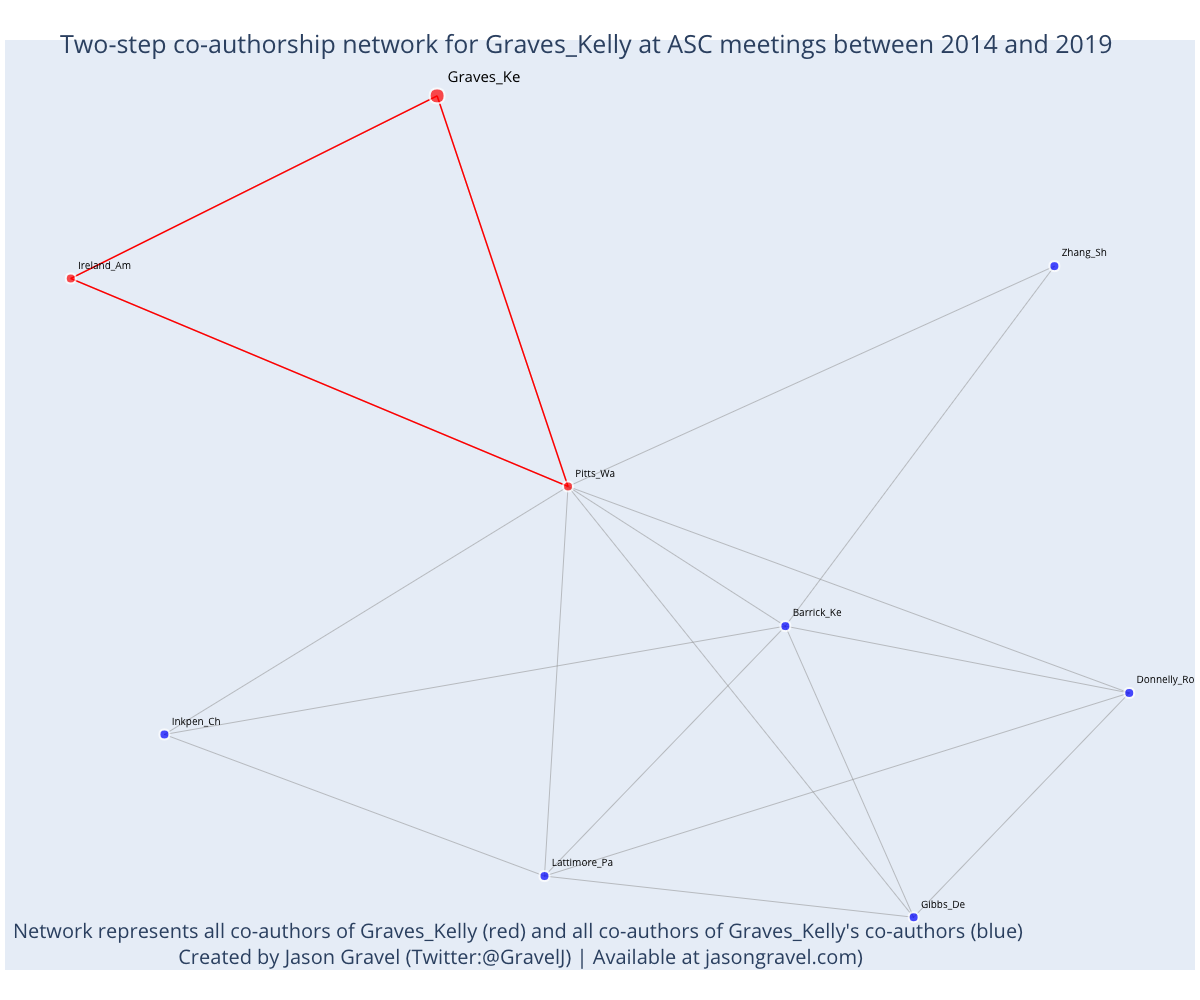 Two-step co-authorship network for Graves_Kelly at ASC meetings between 2014 and 2019
Graves_Ke
Zhang_Sh
Ireland_Am
Pitts_Wa
Barrick_Ke
Donnelly_Ro
Inkpen_Ch
Lattimore_Pa
Gibbs_De
Network represents all co-authors of Graves_Kelly (red) and all co-authors of Graves_Kelly's co-authors (blue)
Created by Jason Gravel (Twitter:@GravelJ) | Available at jasongravel.com)